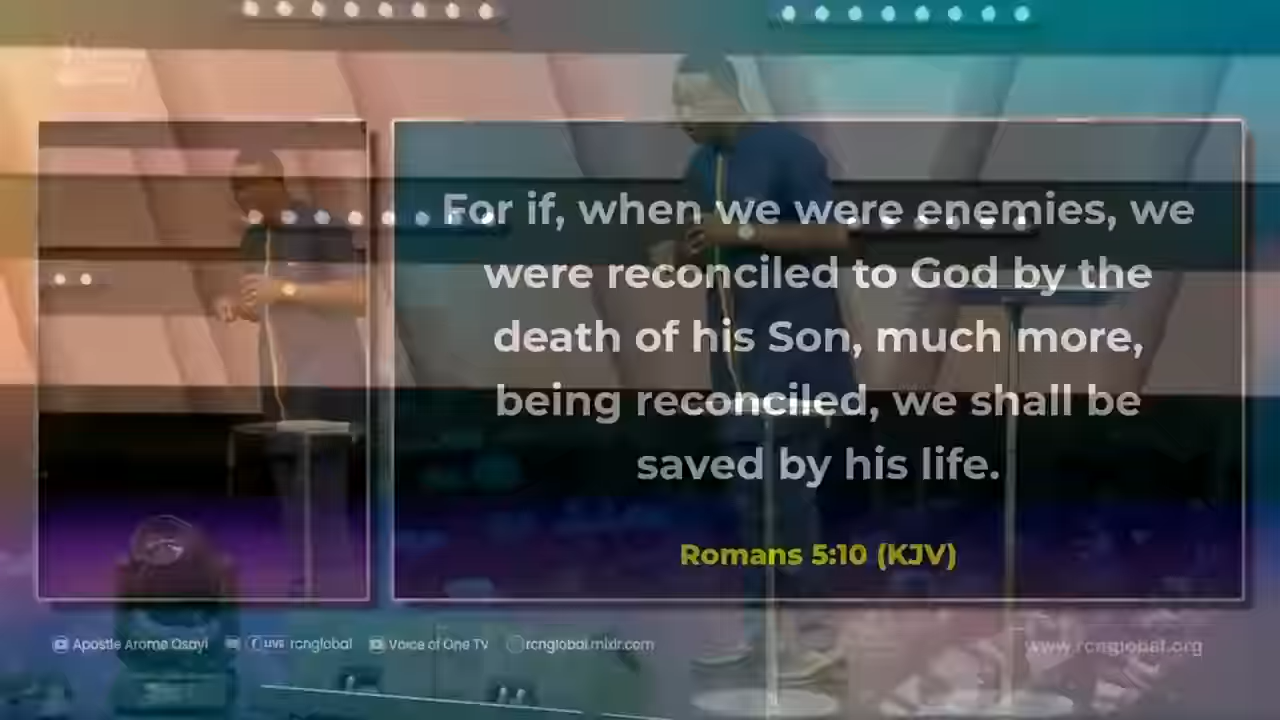 For if, when we were enemies, we
were reconciled to God by the
death of his Son, much more,
being reconciled, we shall be
saved by his life.
Romans 5:10 (KJV)
Apostle Arome Osayi LIVE rcnglobal Voice of One TV rcnglobal.mixlr.com
www.rcnglobal.org